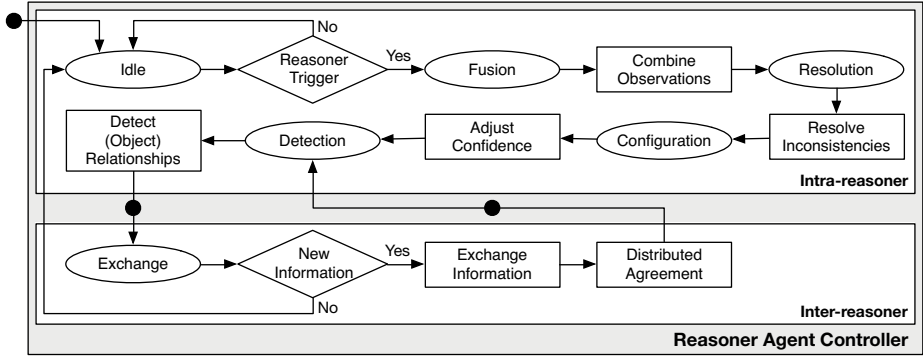 No
Idle
Reasoner
Trigger
Yes
Fusion
Combine
Observations
Resolution
Detect
(Object)
Relationships
Detection
Adjust
Confidence
Configuration
Resolve
Inconsistencies
Intra-reasoner
Exchange
New
Information
Yes
No
Exchange
Information
Distributed
Agreement
Inter-reasoner
Reasoner Agent Controller